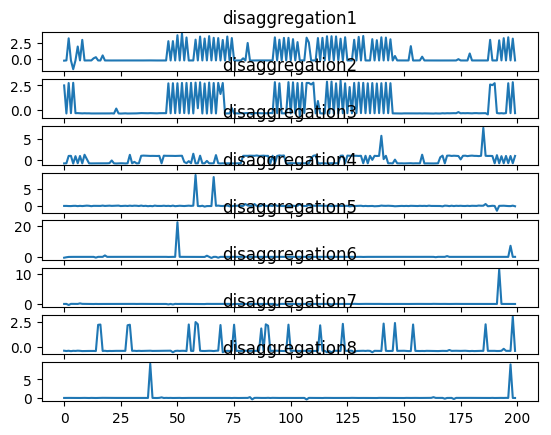 disaggregation1
2.5
0.0
disaggregation2
2.5
0.0
disaggregation3
5
0
disaggregation4
5
0
disaggregation5
20
0
disaggregation6
10
0
disaggregation7
2.5
0.0
disaggregation8
5
0
0 25 50 75 100 125 150 175 200